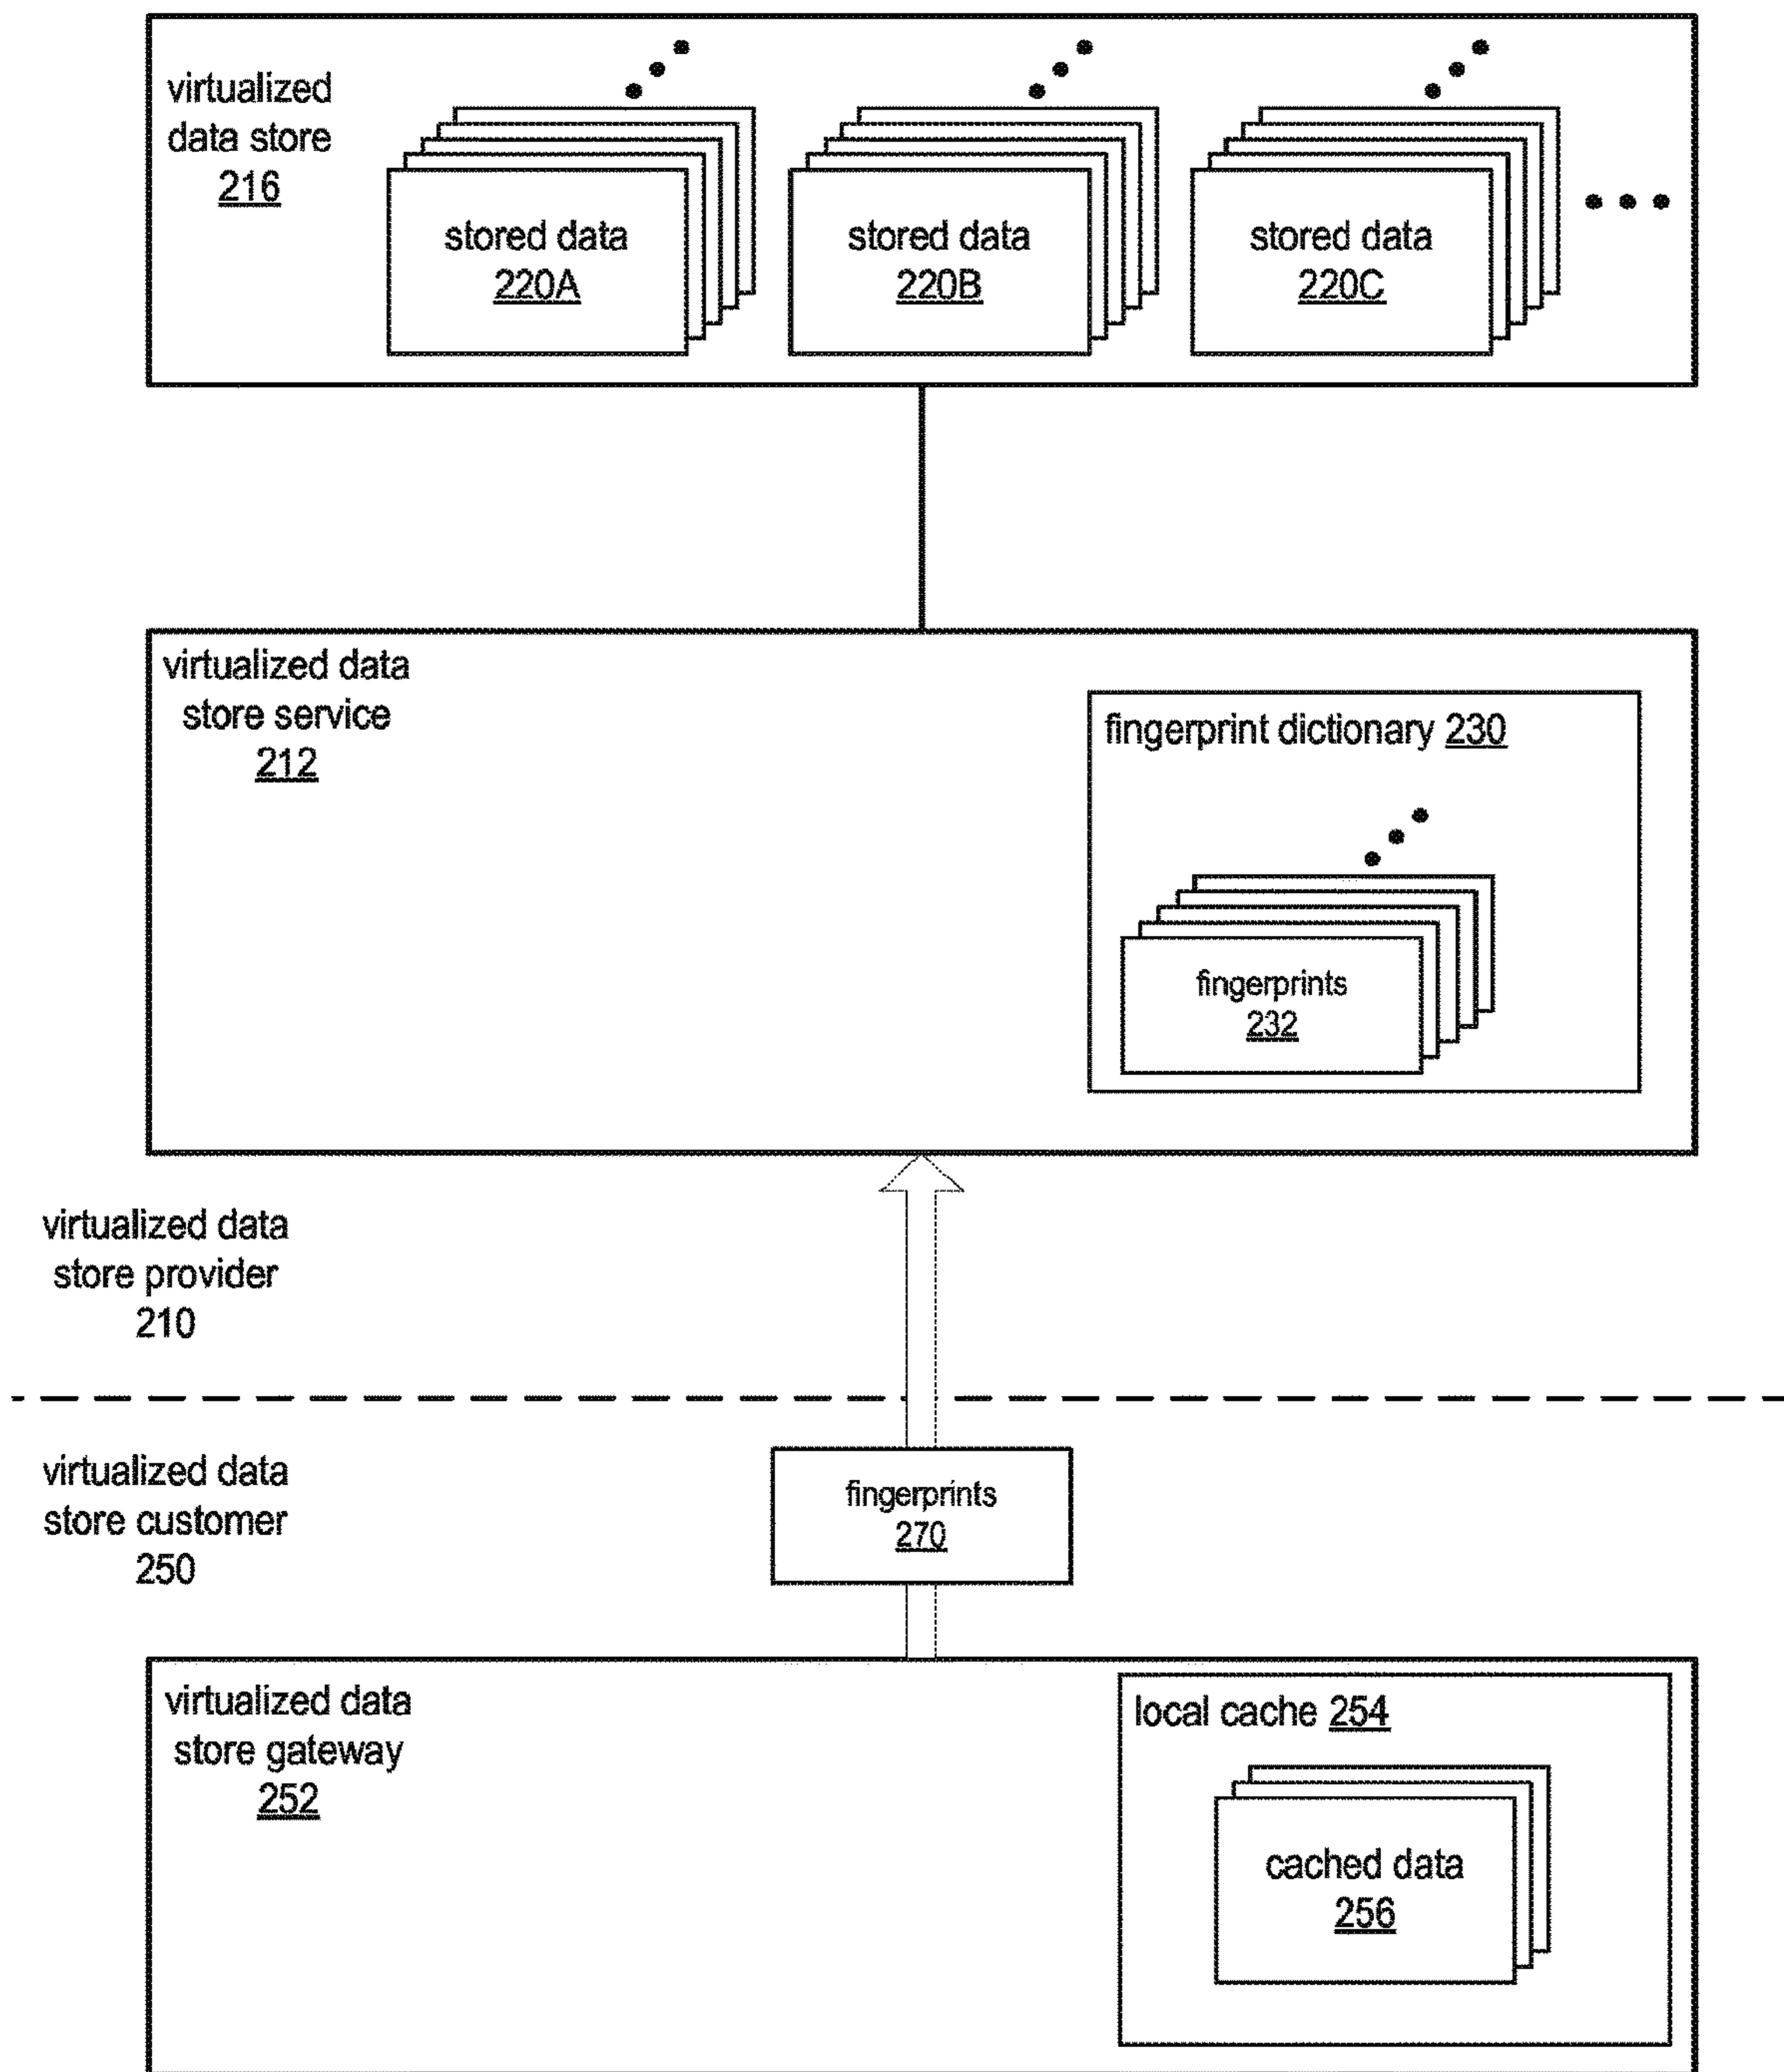 virtualized
data store
216
stored data
220A
stored data
220B
stored data
220C
virtualized data
store service
212
fingerprint dictionary 230
fingerprints
232
virtualized data
store provider
210
virtualized data
store customer
250
fingerprints
270
virtualized data
store gateway
252
local cache 254
cached data
256